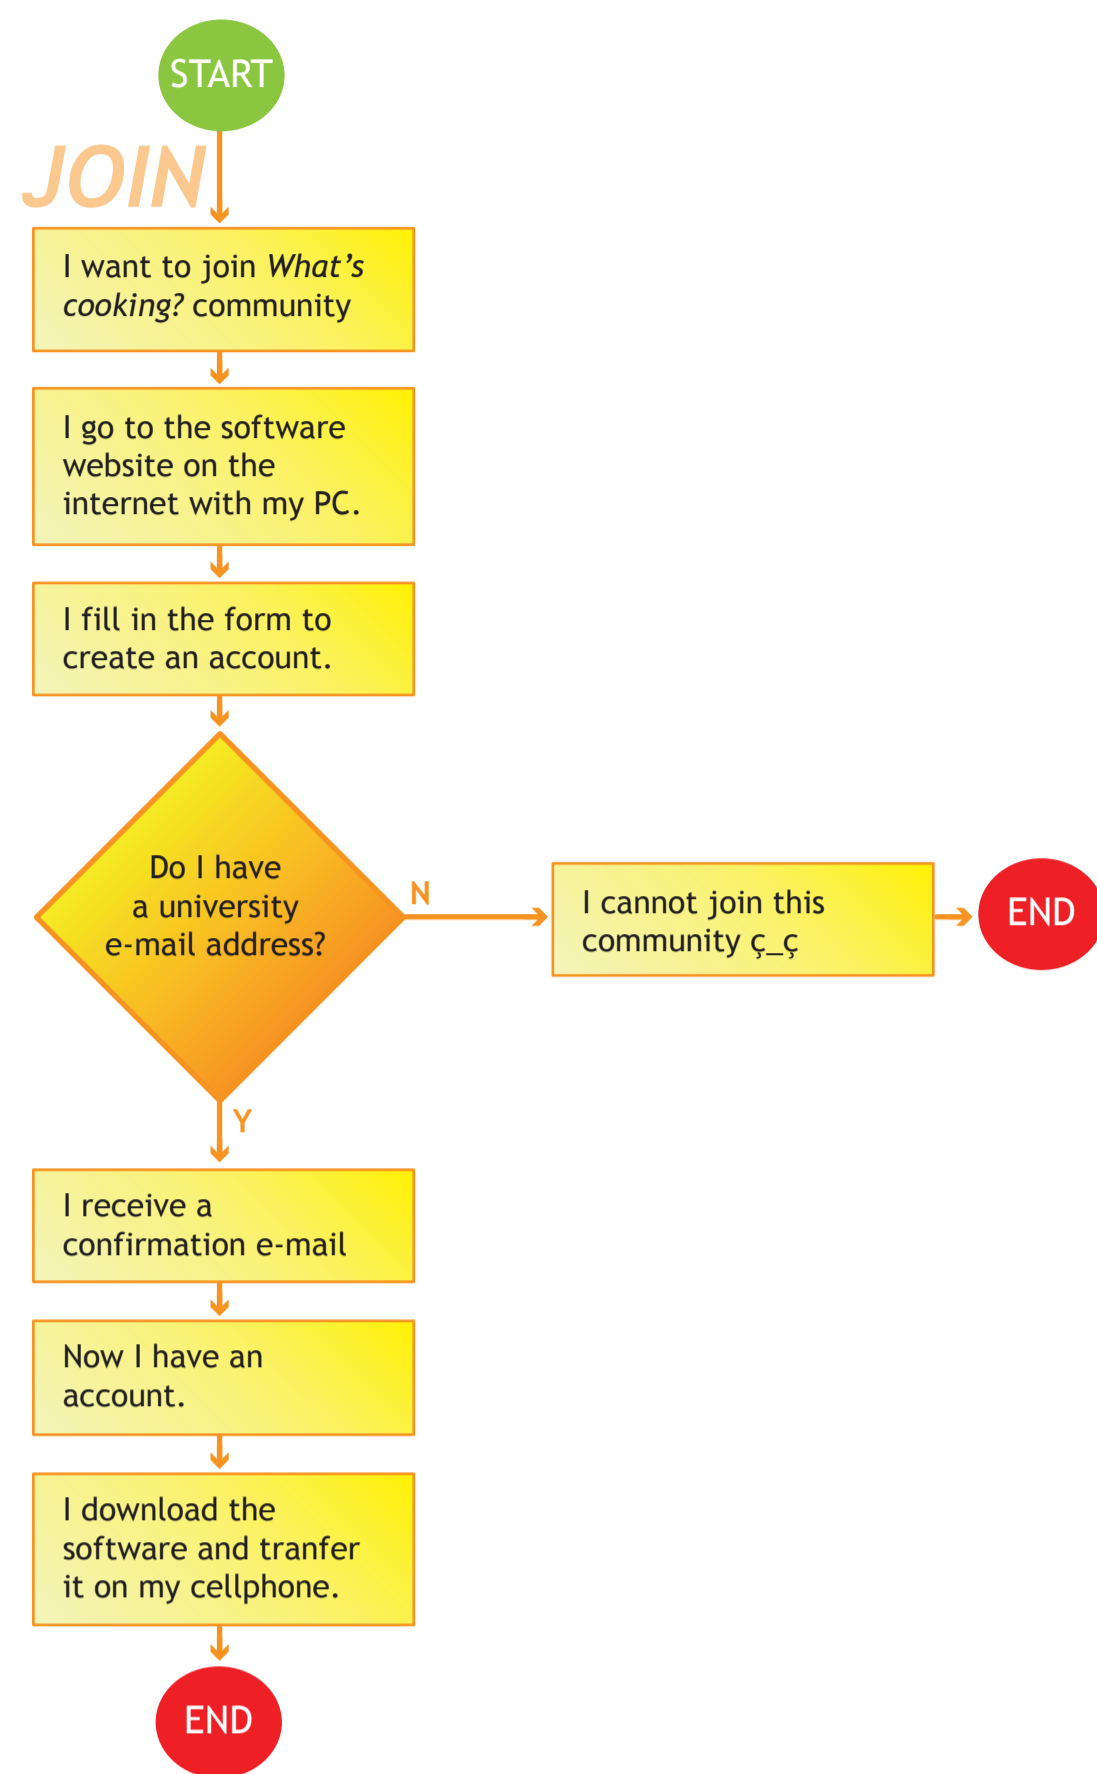 START
JOIN
I want to join What's
cooking? community
I go to the software
website on the
internet with my PC.
I fill in the form to
create an account.
Do I have
a university
e-mail address?
N
I cannot join this
community ç_ç
END
Y
I receive a
confirmation e-mail
Now I have an
account.
I download the
software and tranfer
it on my cellphone.
END